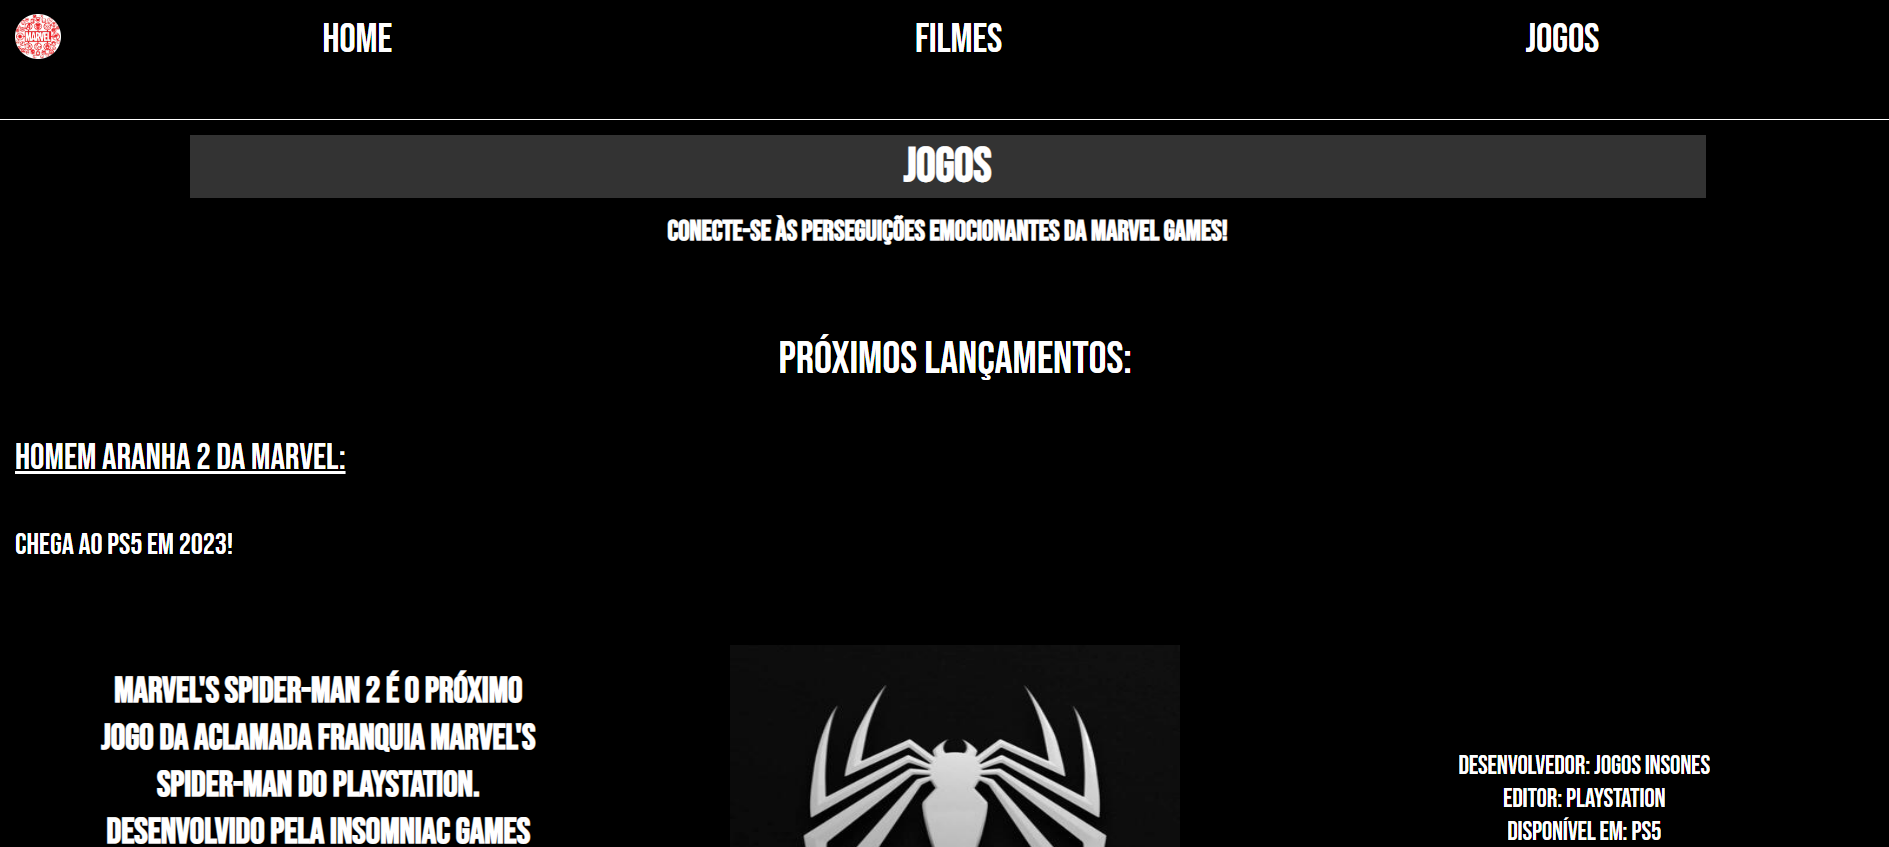 MARVEL
HOME
FILMES
JOGOS
JOGOS
CONECTE-SE ÀS PERSEGUIÇÕES EMOCIONANTES DA MARVEL GAMES!
PRÓXIMOS LANÇAMENTOS:
HOMEM ARANHA 2 DA MARVEL:
CHEGA AO PS5 EM 2023!
MARVEL'S SPIDER-MAN 2 É O PRÓXIMO
JOGO DA ACLAMADA FRANQUIA MARVEL'S
SPIDER-MAN DO PLAYSTATION.
DESENVOLVIDO PELA INSOMNIAC GAMES
DESENVOLVEDOR: JOGOS INSONES
EDITOR: PLAYSTATION
DISPONÍVEL EM: PS5